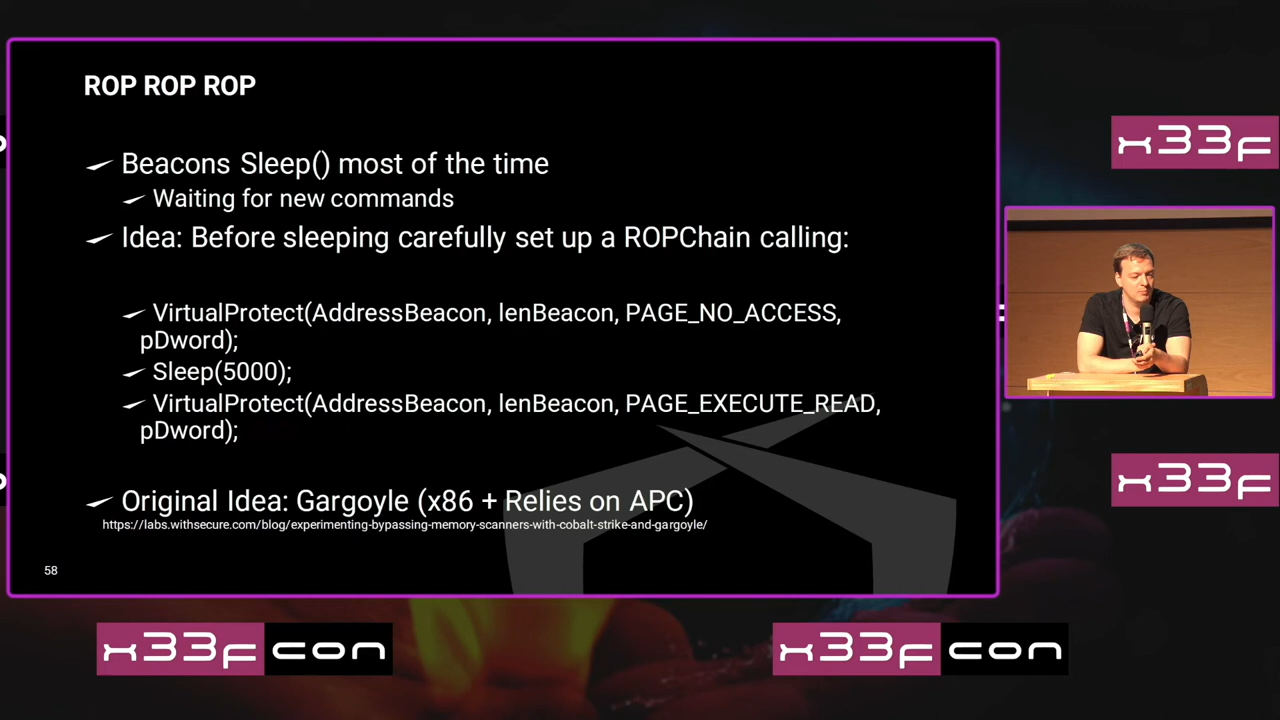 ROP ROP ROP
Beacons Sleep() most of the time
Waiting for new commands
Idea: Before sleeping carefully set up a ROPChain calling:
VirtualProtect(AddressBeacon, lenBeacon, PAGE_NO_ACCESS,
pDword);
Sleep(5000);
VirtualProtect(AddressBeacon, lenBeacon, PAGE_EXECUTE_READ,
pDword);
Original Idea: Gargoyle (x86 + Relies on APC)
https://labs.withsecure.com/blog/experimenting-bypassing-memory-scanners-with-cobalt-strike-and-gargoyle/
58
x33f
x33f
x33fcon
x33fcon